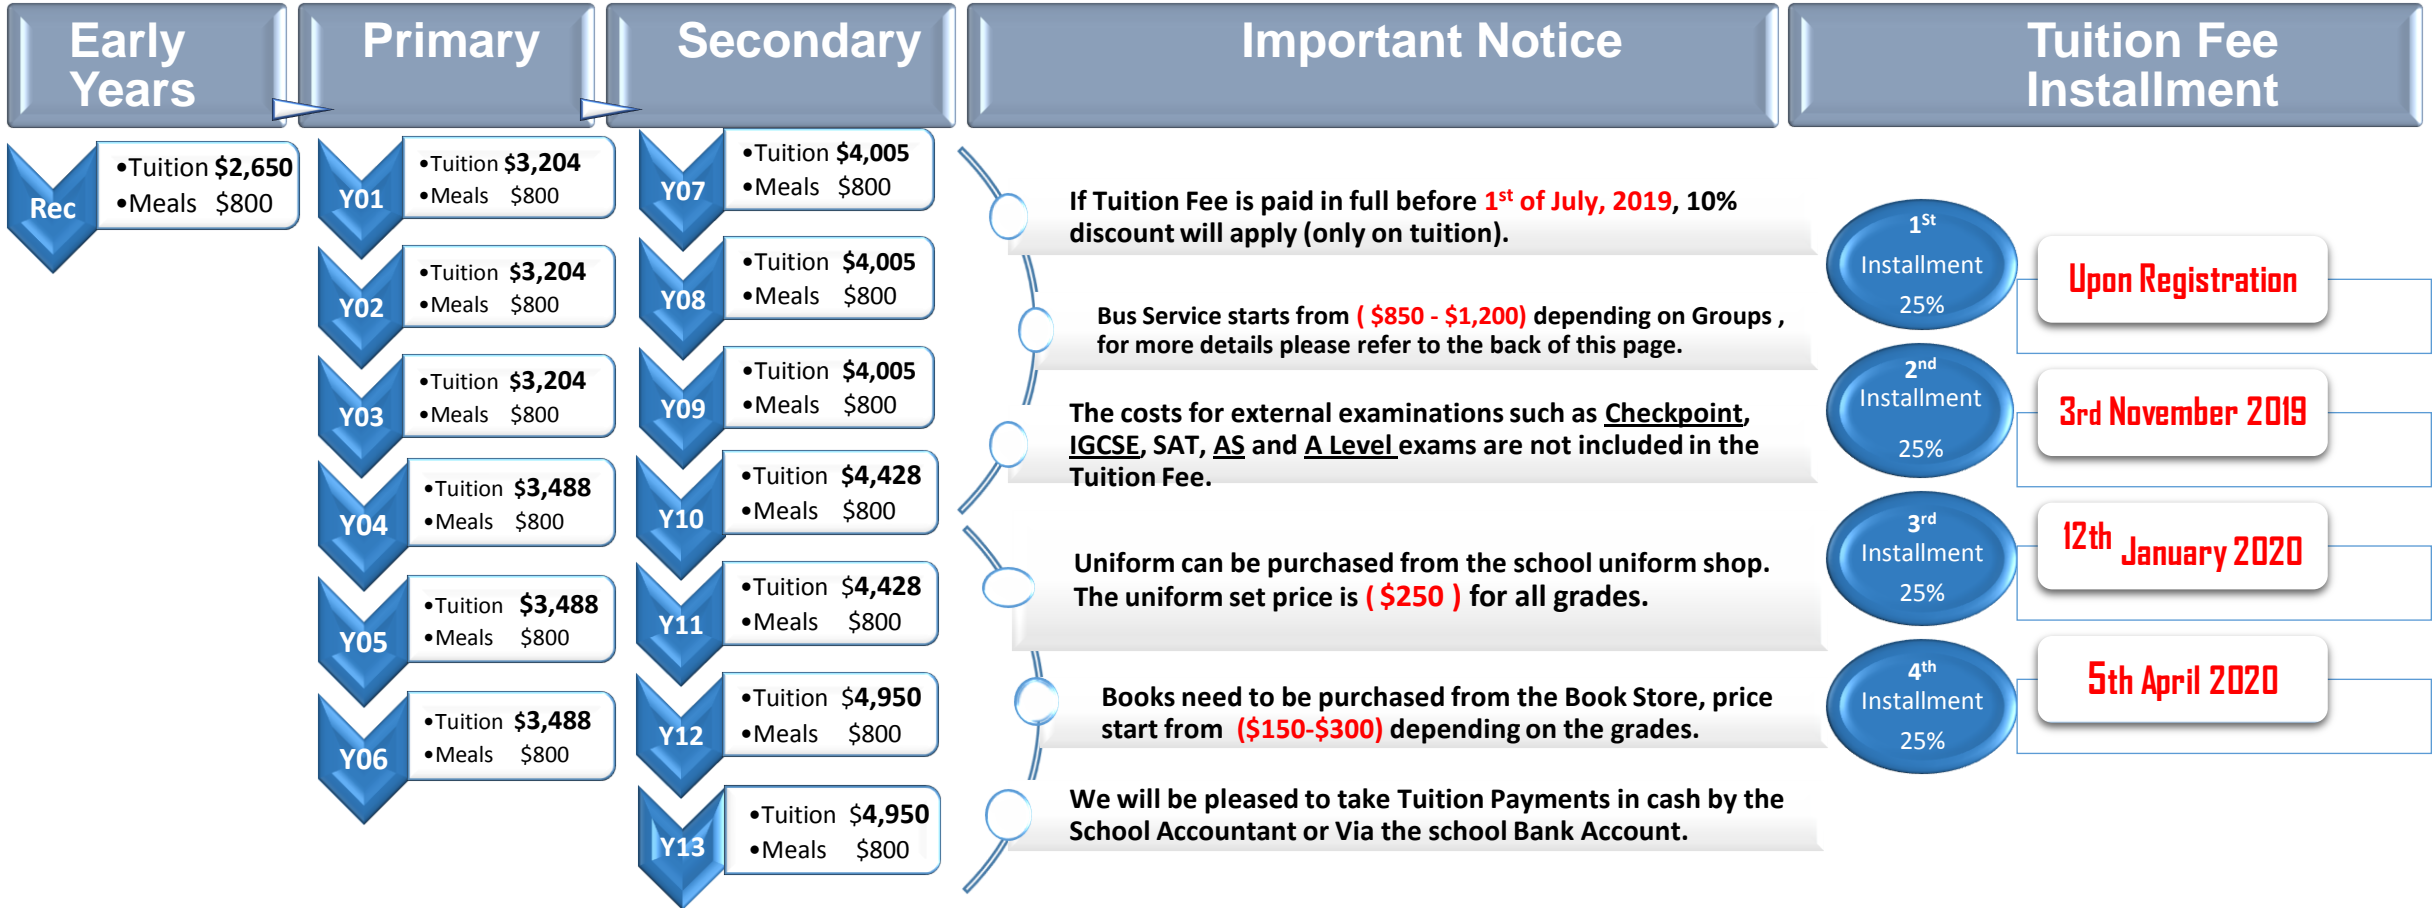 Early
Years
Primary
Secondary
Important Notice
Tuition Fee
Installment
Rec
•Tuition $2,650
•Meals $800
Y01
•Tuition $3,204
•Meals $800
Y02
•Tuition $3,204
•Meals $800
Y03
•Tuition $3,204
•Meals $800
Y04
•Tuition $3,488
•Meals $800
Y05
•Tuition $3,488
•Meals $800
Y06
•Tuition $3,488
•Meals $800
Y07
•Tuition $4,005
•Meals $800
Y08
•Tuition $4,005
•Meals $800
Y09
•Tuition $4,005
•Meals $800
Y10
•Tuition $4,428
•Meals $800
Y11
•Tuition $4,428
•Meals $800
Y12
•Tuition $4,950
•Meals $800
Y13
•Tuition $4,950
•Meals $800
If Tuition Fee is paid in full before 1st of July, 2019, 10%
discount will apply (only on tuition).
Bus Service starts from ( $850 - $1,200) depending on Groups ,
for more details please refer to the back of this page.
The costs for external examinations such as Checkpoint,
IGCSE, SAT, AS and A Level exams are not included in the
Tuition Fee.
Uniform can be purchased from the school uniform shop.
The uniform set price is ( $250 ) for all grades.
Books need to be purchased from the Book Store, price
start from ($150-$300) depending on the grades.
We will be pleased to take Tuition Payments in cash by the
School Accountant or Via the school Bank Account.
1St
Installment
25%
Upon Registration
2nd
Installment
25%
3rd November 2019
3rd
Installment
25%
12th January 2020
4th
Installment
25%
5th April 2020